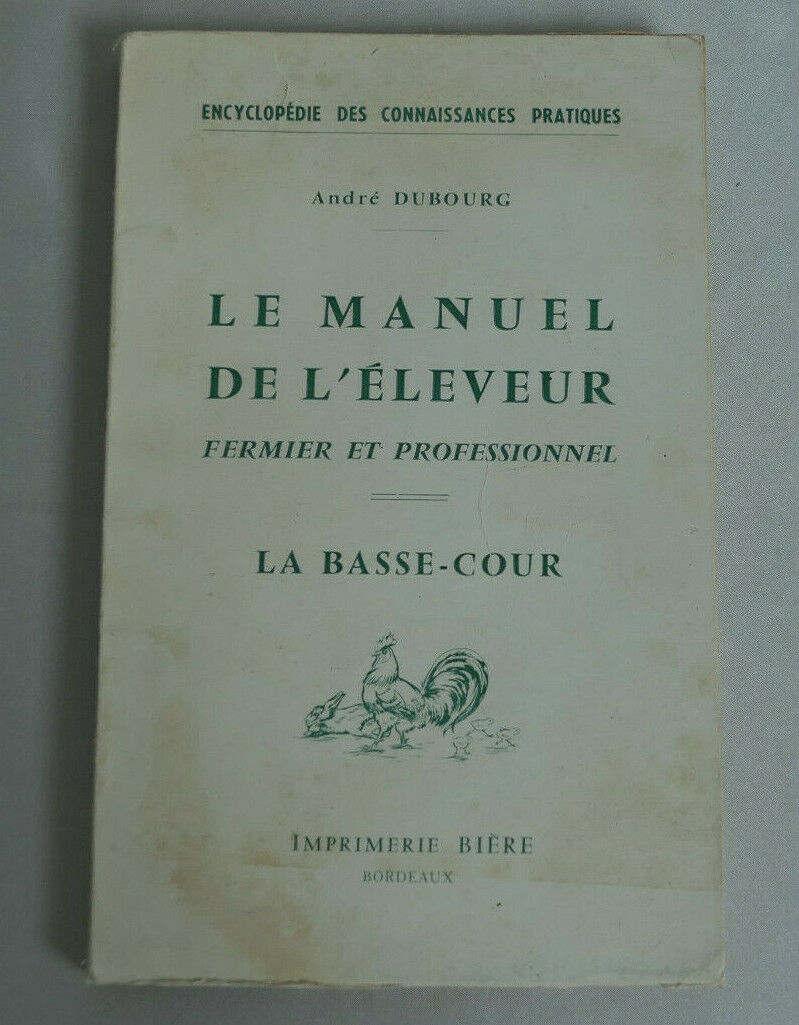 ENCYCLOPÉDIE DES CONNAISSANCES PRATIQUES
André DUBOURG
LE MANUEL
DE L'ÉLEVEUR
FERMIER ET PROFESSIONNEL
LA BASSE-COUR
IMPRIMERIE BIÈRE
BORDEAUX